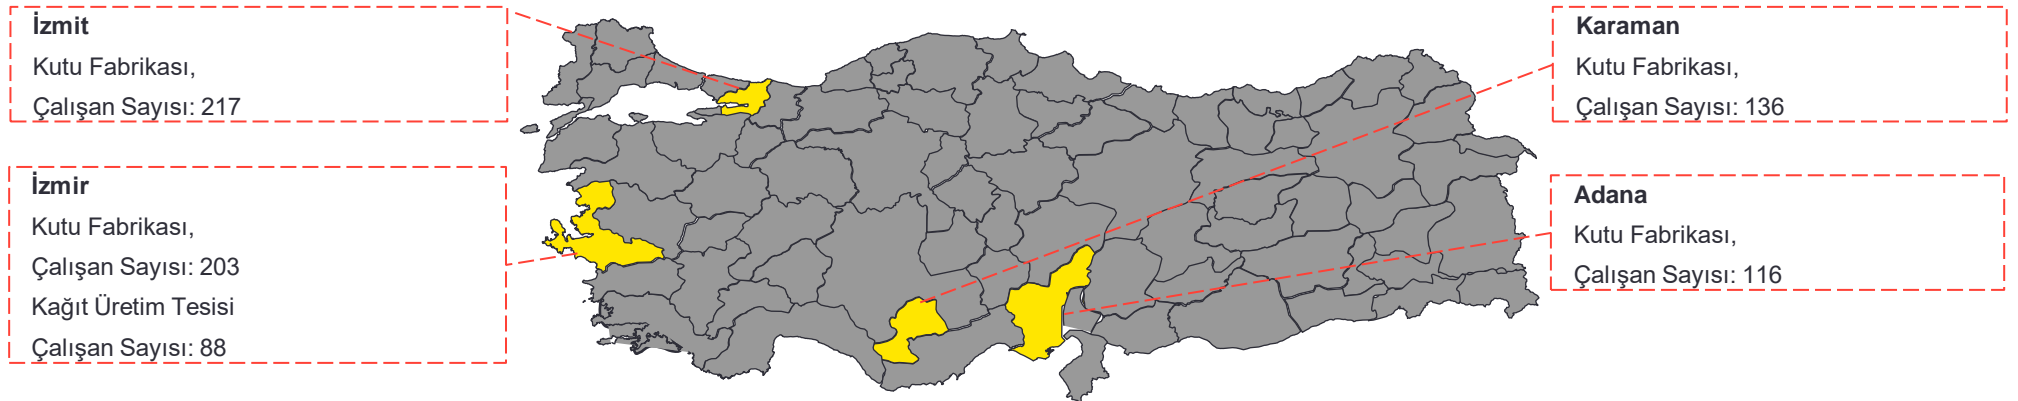 İzmit
Kutu Fabrikası,
Çalışan Sayısı: 217
İzmir
Kutu Fabrikası,
Çalışan Sayısı: 203
Kağıt Üretim Tesisi
Çalışan Sayısı: 88
Karaman
Kutu Fabrikası,
Çalışan Sayısı: 136
Adana
Kutu Fabrikası,
Çalışan Sayısı: 116